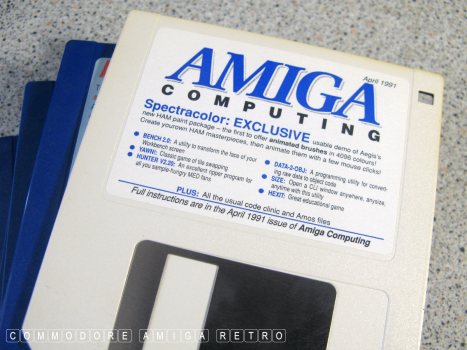 April 1991
AMIGA
COMPUTING
Spectracolor: EXCLUSIVE usable demo of Aegis's
new HAM paint package – the first to offer animated brushes in 4096 colours!
Create yourown HAM masterpieces, then animate them with a few mouse clicks!
● BENCH 2.0: A utility to transform the face of your
Workbench screen
● YAWN!: Classic game of tile swapping
● HUNTER V2.2B: An excellent ripper program for
all you sample-hungry MED fans
● DATA-2-OBJ: A programming utility for convert-
ing raw data to object code
● SIZE: Open a CLI window anywhere, anysize,
anytime with this utility.
● HEXIT: Great educational game
PLUS: All the usual code clinic and Amos files
Full instructions are in the April 1991 issue of Amiga Computing
COMMODORE AMIGA RETRO